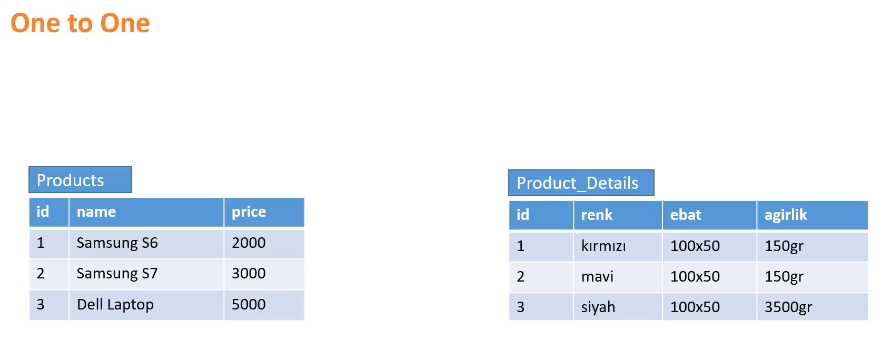 One to One
Products
id name price
1 Samsung S6 2000
2 Samsung S7 3000
3 Dell Laptop 5000
Product_Details
id renk ebat agirlik
1 kırmızı 100x50 150gr
2 mavi 100x50 150gr
3 siyah 100x50 3500gr